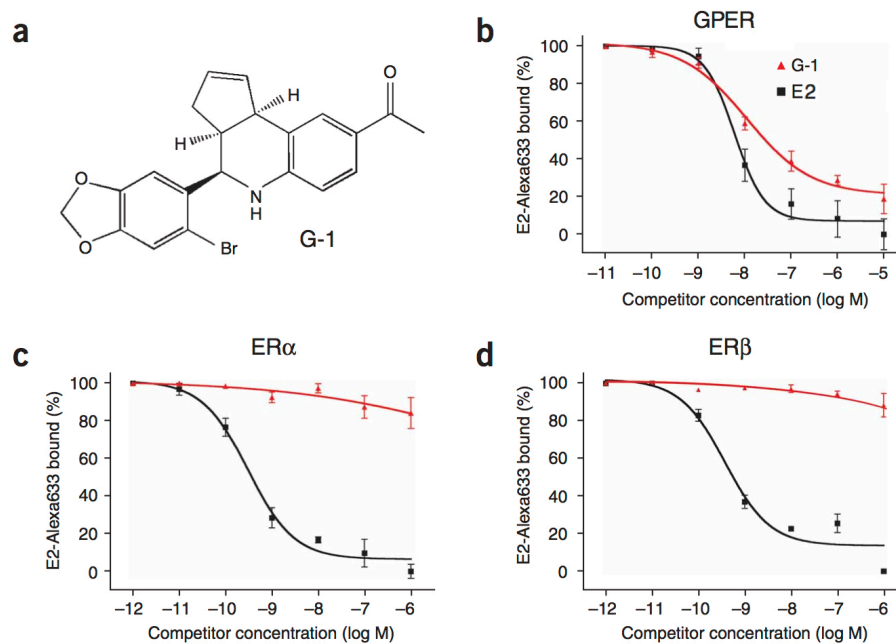 a
O
H
H
O
O
N
H
Br
G-1
b
GPER
E2-Alexa633 bound (%)
100
80
60
40
20
0
G-1
E2
–11 –10 –9 –8 –7 –6 –5
Competitor concentration (log M)
c
ERα
E2-Alexa633 bound (%)
100
80
60
40
20
0
–12 –11 –10 –9 –8 –7 –6
Competitor concentration (log M)
d
ERβ
E2-Alexa633 bound (%)
100
80
60
40
20
0
–12 –11 –10 –9 –8 –7 –6
Competitor concentration (log M)